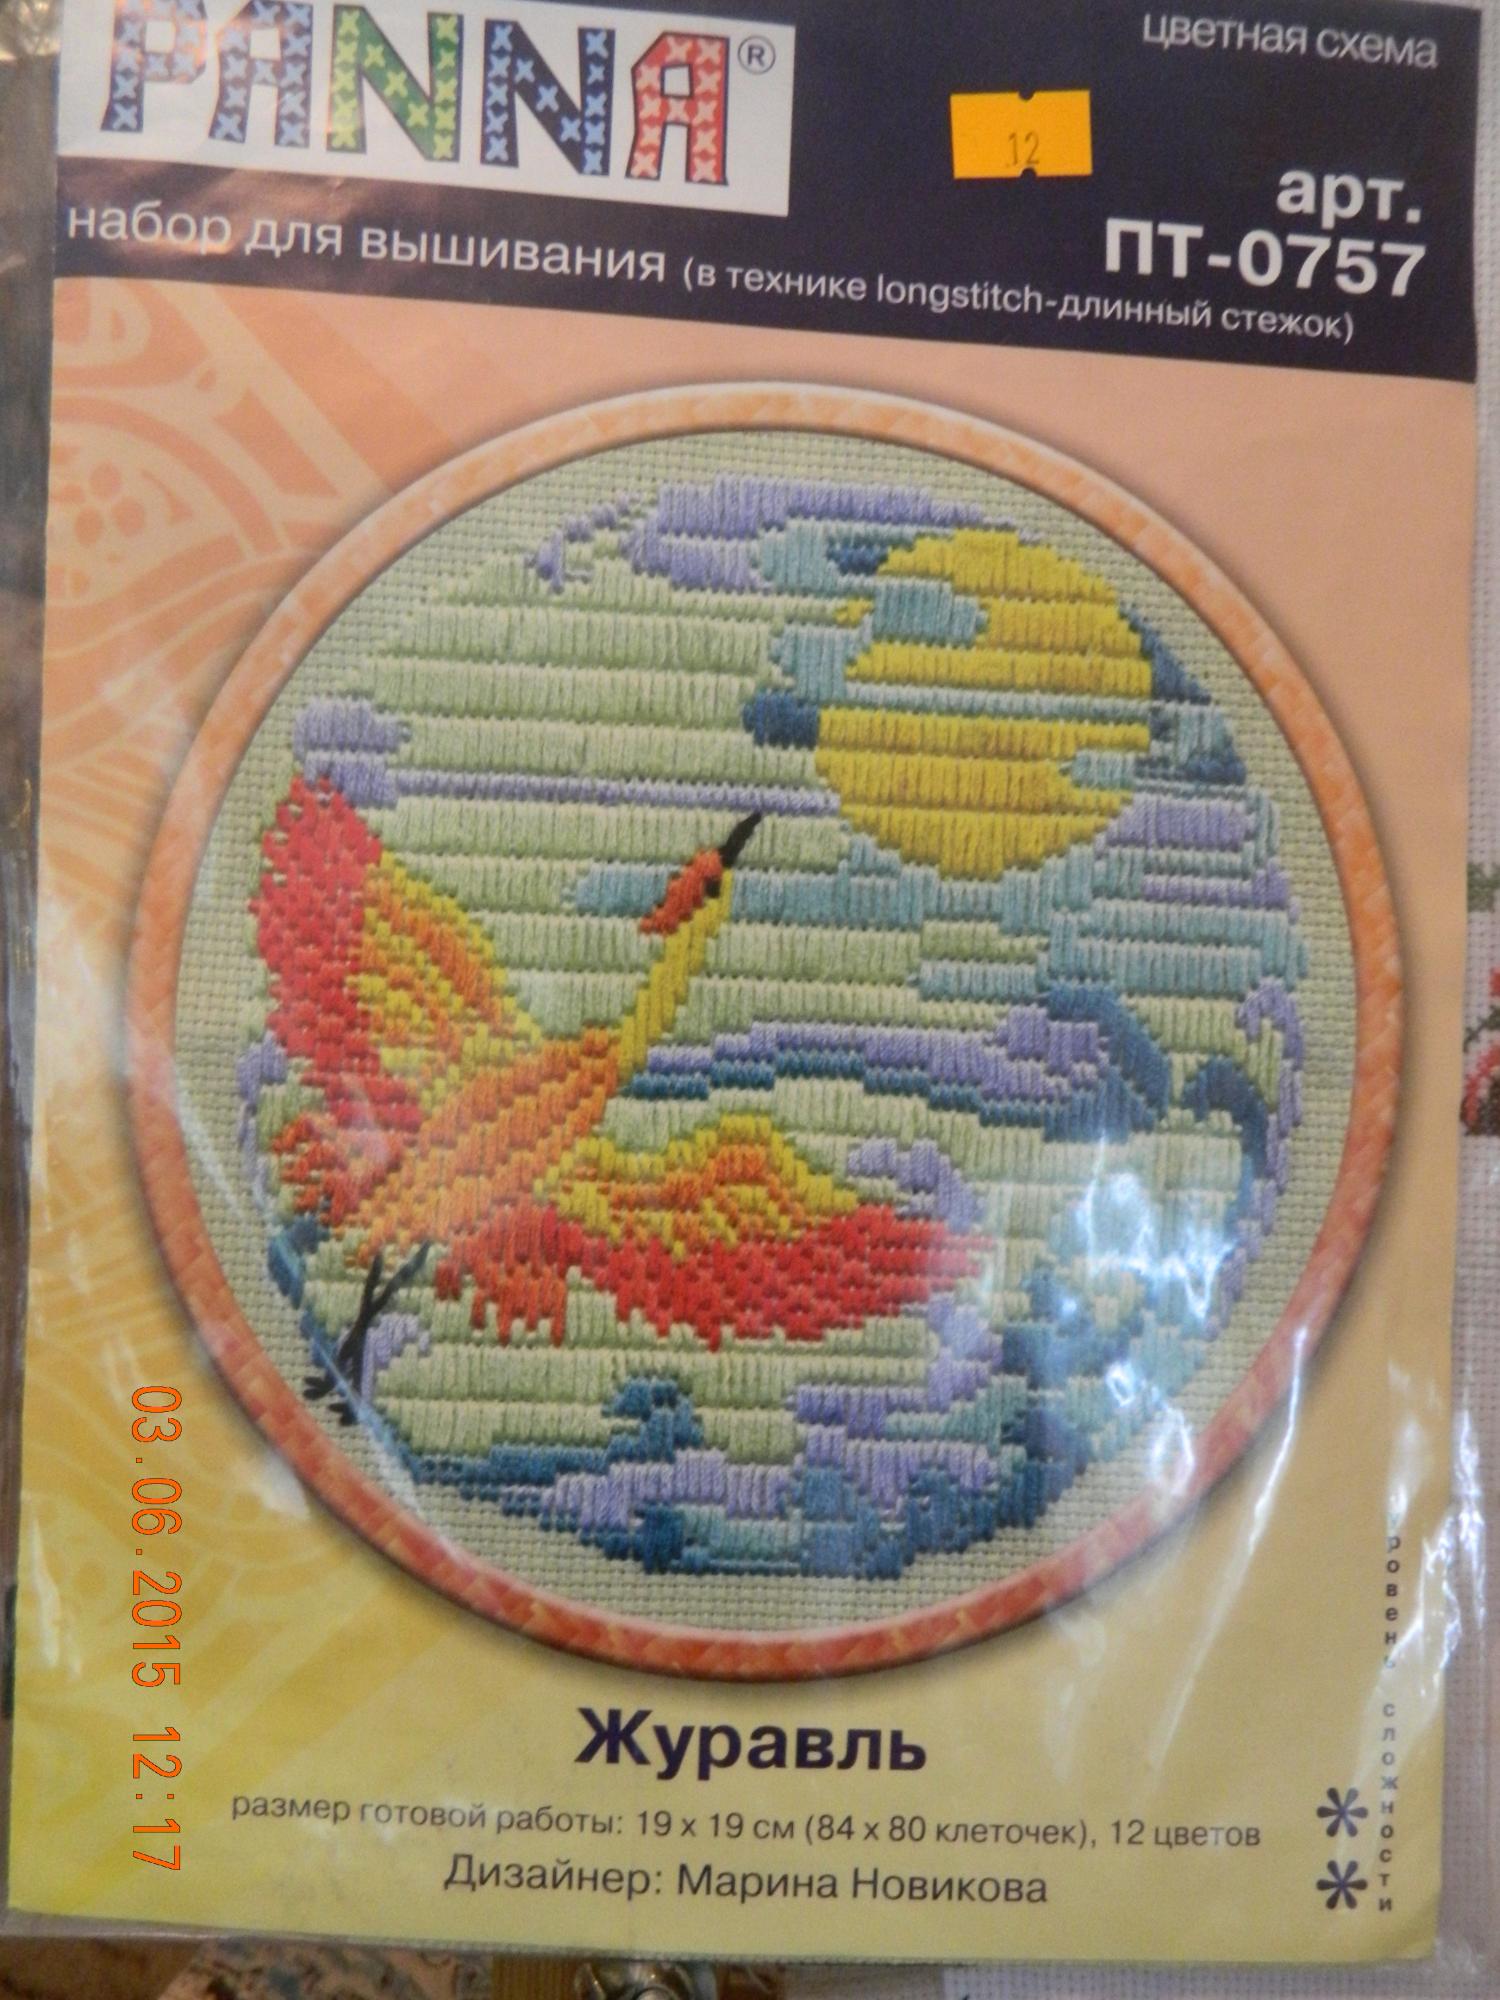 PANNA®
цветная схема
12
арт.
ПТ-0757
набор для вышивания (в технике longstitch-длинный стежок)
Журавль
размер готовой работы: 19 x 19 см (84 x 80 клеточек), 12 цветов
Дизайнер: Марина Новикова
уровень сложности
03.06.2015 12:17